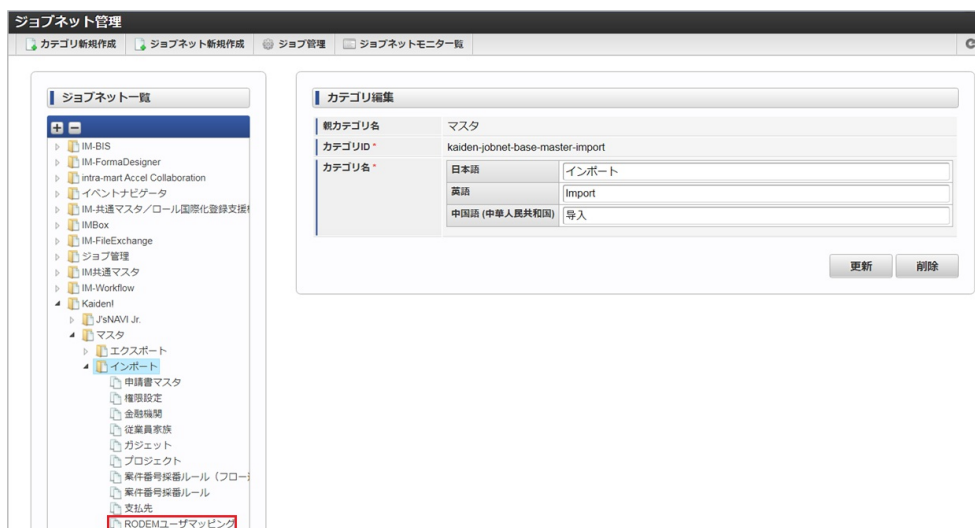 ジョブネット管理
カテゴリ新規作成 ジョブネット新規作成 ジョブ管理 ジョブネットモニター覧
ジョブネット一覧
IM-BIS
IM-FormaDesigner
intra-mart Accel Collaboration
イベントナビゲータ
IM-共通マスタ/ロール国際化登録支援
IMBox
IM-FileExchange
ジョブ管理
IM共通マスタ
IM-Workflow
Kaiden!
J'sNAVI Jr.
マスタ
エクスポート
インポート
申請書マスタ
権限設定
金融機関
従業員家族
ガジェット
プロジェクト
案件番号採番ルール(フロー
案件番号採番ルール
支払先
RODEMユーザマッピング
カテゴリ編集
親カテゴリ名 マスタ
カテゴリID * kaiden-jobnet-base-master-import
カテゴリ名 * 日本語 インポート
英語 Import
中国語 (中華人民共和国) 导入
更新 削除